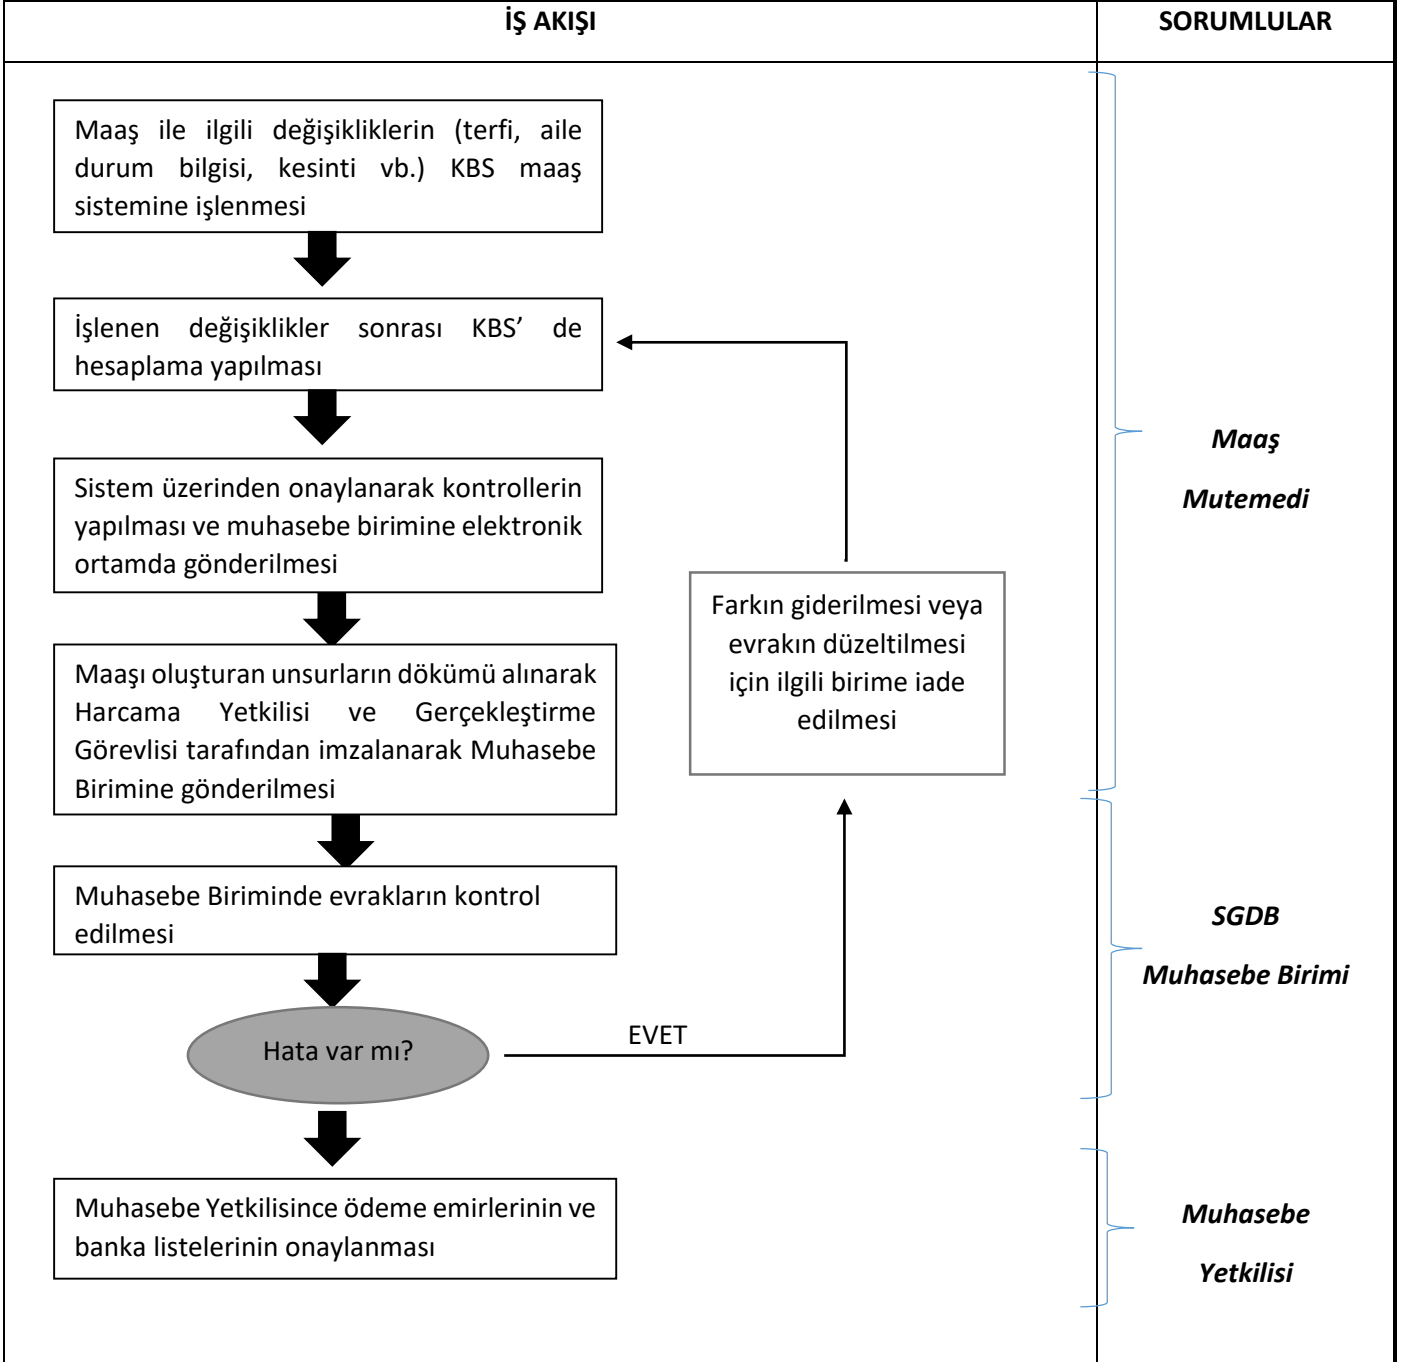 İŞ AKIŞI
SORUMLULAR
Maaş ile ilgili değişikliklerin (terfi, aile
durum bilgisi, kesinti vb.) KBS maaş
sistemine işlenmesi
İşlenen değişiklikler sonrası KBS’ de
hesaplama yapılması
Sistem üzerinden onaylanarak kontrollerin
yapılması ve muhasebe birimine elektronik
ortamda gönderilmesi
Maaşı oluşturan unsurların dökümü alınarak
Harcama Yetkilisi ve Gerçekleştirme
Görevlisi tarafından imzalanarak Muhasebe
Birimine gönderilmesi
Muhasebe Biriminde evrakların kontrol
edilmesi
Hata var mı?
EVET
Farkın giderilmesi veya
evrakın düzeltilmesi
için ilgili birime iade
edilmesi
Muhasebe Yetkilisince ödeme emirlerinin ve
banka listelerinin onaylanması
Maaş
Mutemedi
SGDB
Muhasebe Birimi
Muhasebe
Yetkilisi